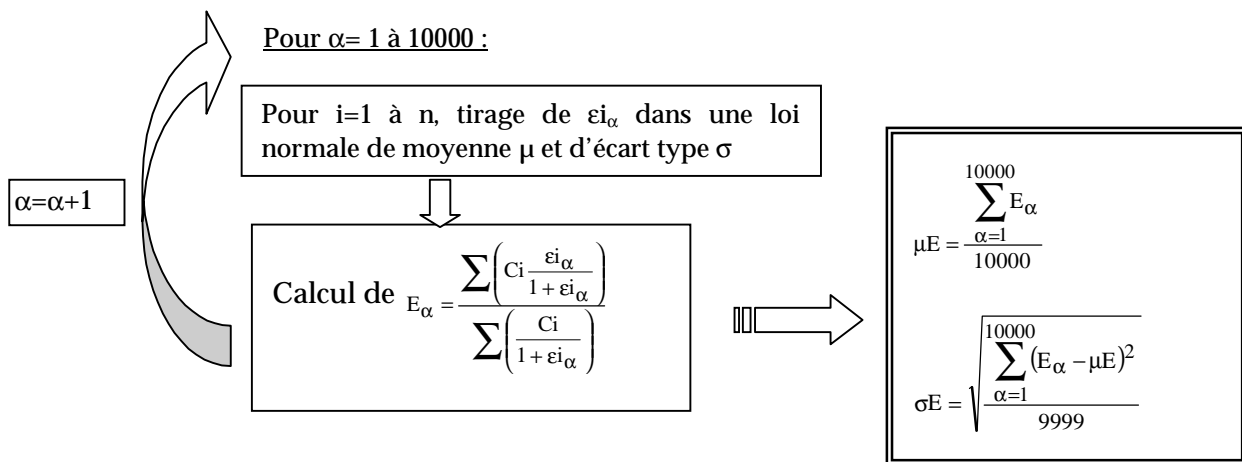 Pour α= 1 à 10000 :
Pour i=1 à n, tirage de εiα dans une loi
normale de moyenne μ et d'écart type σ
α=α+1
Calcul de Eα = ∑(Ci εiα/(1 + εiα)) / ∑(Ci/(1 + εiα))
μE = ∑α=1^10000 Eα / 10000
σE = √(∑α=1^10000 (Eα − μE)² / 9999)